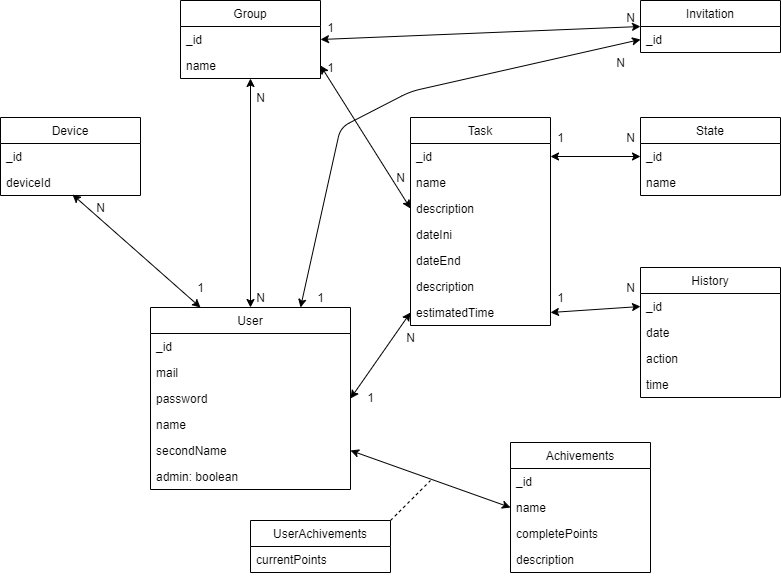 Group
_id
name
1
1
N
N
N
Invitation
_id
Device
_id
deviceId
N
1
Task
_id
name
description
dateIni
dateEnd
description
estimatedTime
N
1
N
State
_id
name
1
N
History
_id
date
action
time
N
1
N
1
User
_id
mail
password
name
secondName
admin: boolean
Achivements
_id
name
completePoints
description
UserAchivements
currentPoints